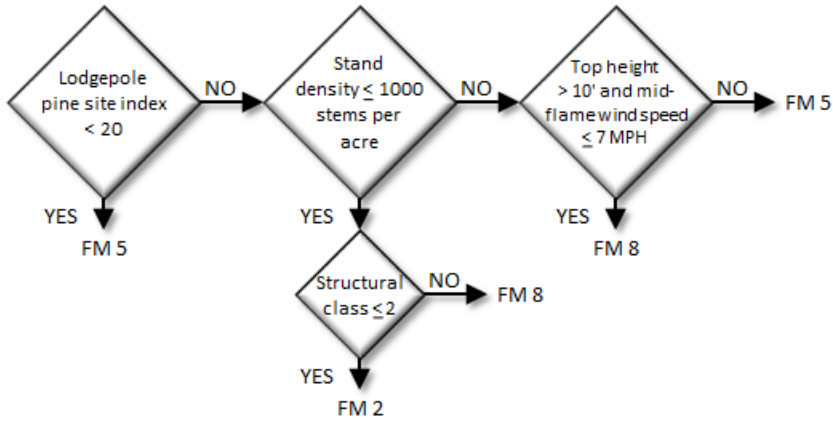 Lodgepole
pine site index
< 20
NO
YES
FM 5
Stand
density ≤ 1000
stems per
acre
NO
YES
Top height
> 10' and mid-
flame wind speed
≤ 7 MPH
NO
FM 5
YES
FM 8
Structural
class ≤ 2
NO
FM 8
YES
FM 2